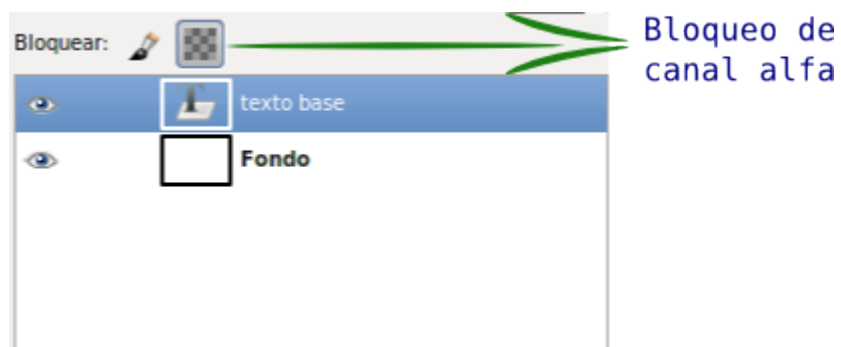 Bloquear:
Bloqueo de
canal alfa
texto base
Fondo